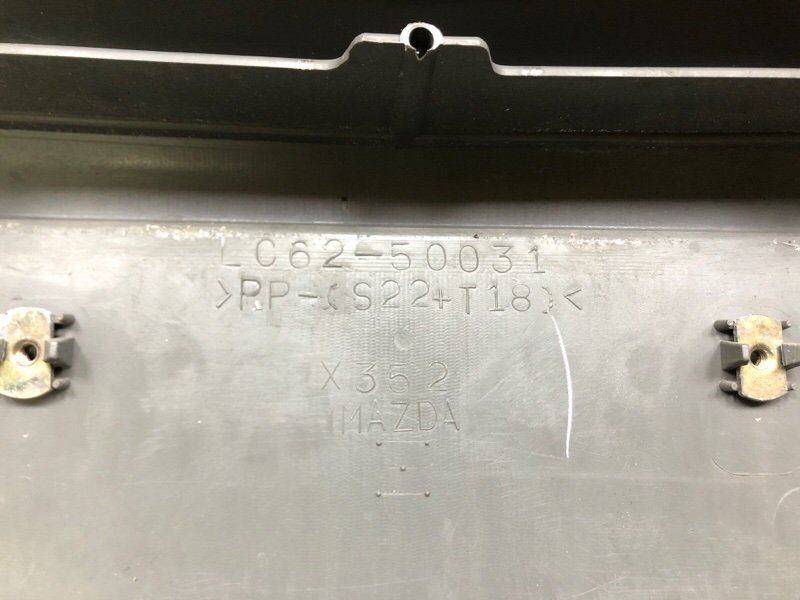 LC62-50031
>PP-(S22+T18)<
X352
MAZDA